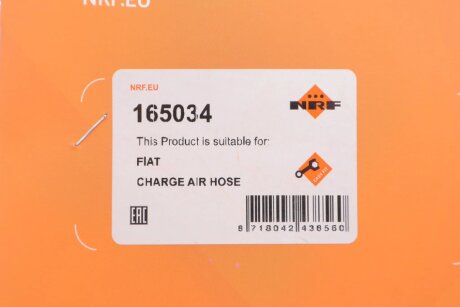 NRF.EU
NRF.EU
165034
NRF
This Product is suitable for:
FIAT
CHARGE AIR HOSE
EAC
8 718042 436560